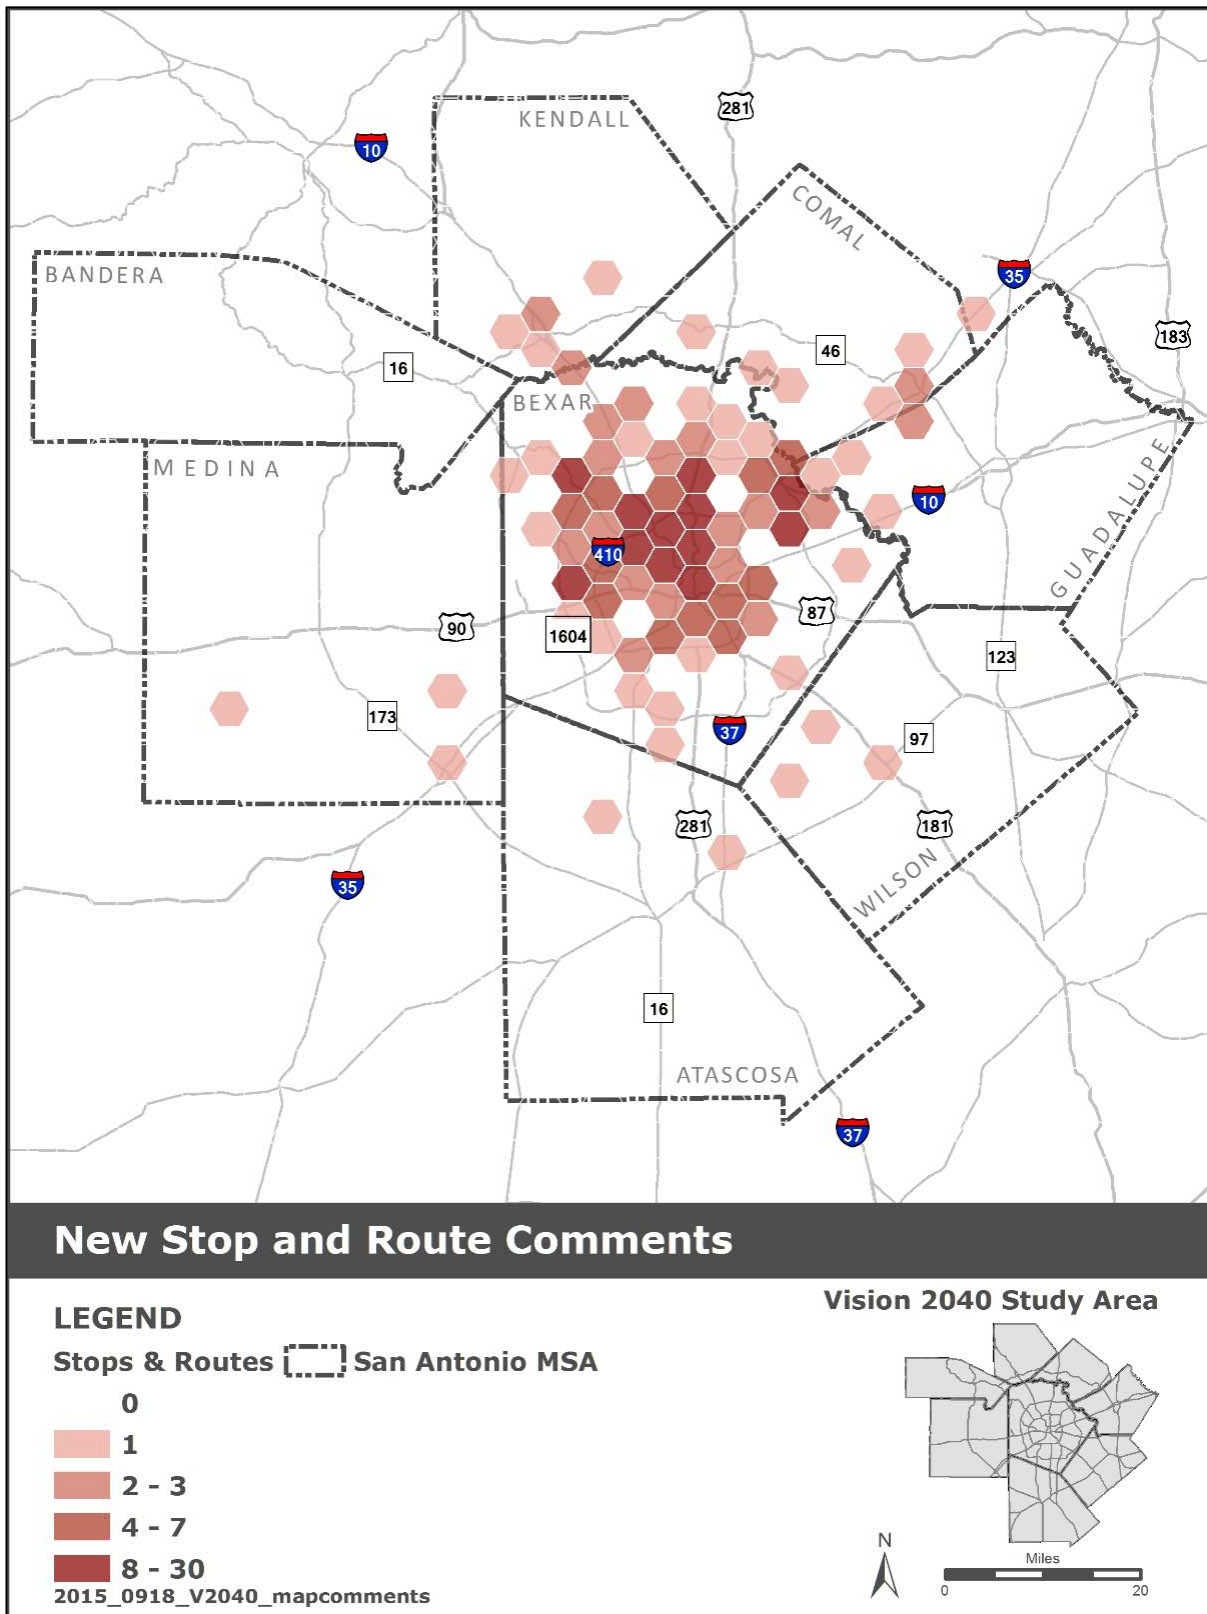 KENDALL
281
10
COMAL
BANDERA
35
183
16
46
BEXAR
MEDINA
10
GUADALUPE
410
90
1604
87
123
173
37
97
281
181
WILSON
35
16
ATASCOSA
37
New Stop and Route Comments
Vision 2040 Study Area
LEGEND
Stops & Routes San Antonio MSA
0
1
2 - 3
4 - 7
8 - 30
2015_0918_V2040_mapcomments
N
Miles
0 20